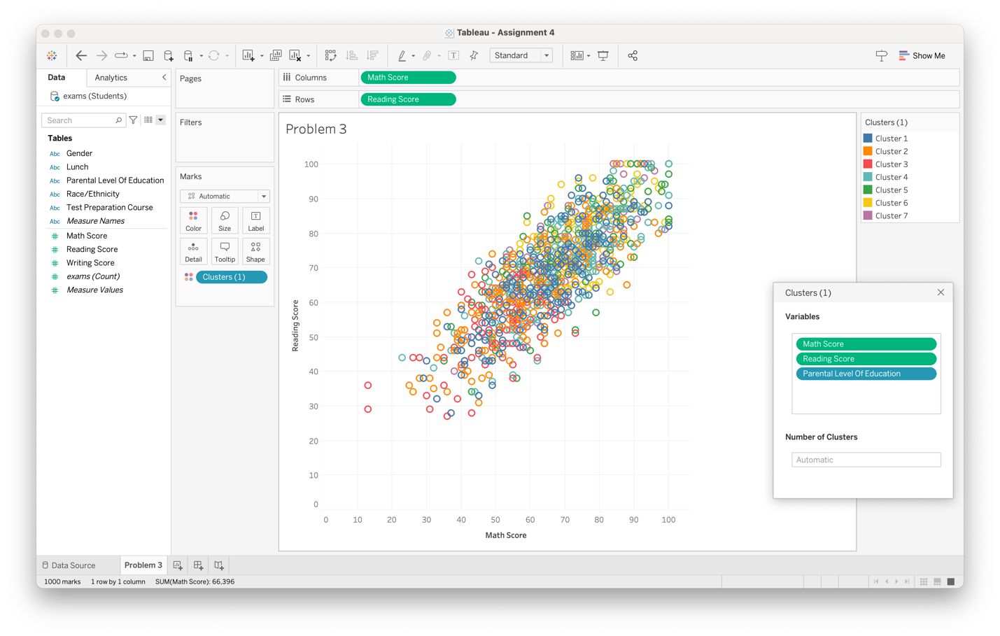 Tableau - Assignment 4
Standard
Show Me
Data
Analytics
exams (Students)
Search
Tables
Abc Gender
Abc Lunch
Abc Parental Level Of Education
Abc Race/Ethnicity
Abc Test Preparation Course
Abc Measure Names
# Math Score
# Reading Score
# Writing Score
# exams (Count)
# Measure Values
Pages
Filters
Marks
Automatic
Color
Size
T
Label
Detail
Tooltip
Shape
Clusters (1)
Columns
Math Score
Rows
Reading Score
Problem 3
100
90
80
70
60
50
40
30
20
10
0
Reading Score
0 10 20 30 40 50 60 70 80 90 100
Math Score
Clusters (1)
Cluster 1
Cluster 2
Cluster 3
Cluster 4
Cluster 5
Cluster 6
Cluster 7
Clusters (1)
Variables
Math Score
Reading Score
Parental Level Of Education
Number of Clusters
Automatic
Data Source
Problem 3
1000 marks 1 row by 1 column SUM(Math Score): 66,396